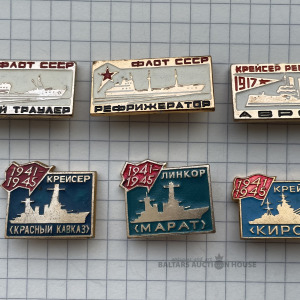 ФЛОТ СССР
Й ТРАУЛЕР
ФЛОТ СССР
РЕФРИЖЕРАТОР
КРЕЙСЕР
1917
АВРО
1941
1945
КРЕЙСЕР
«КРАСНЫЙ КАВКАЗ»
1941
1945
ЛИНКОР
«МАРАТ»
1941
1945
КРЕЙ
«КИРО
BALTARS AUCTION HOUSE